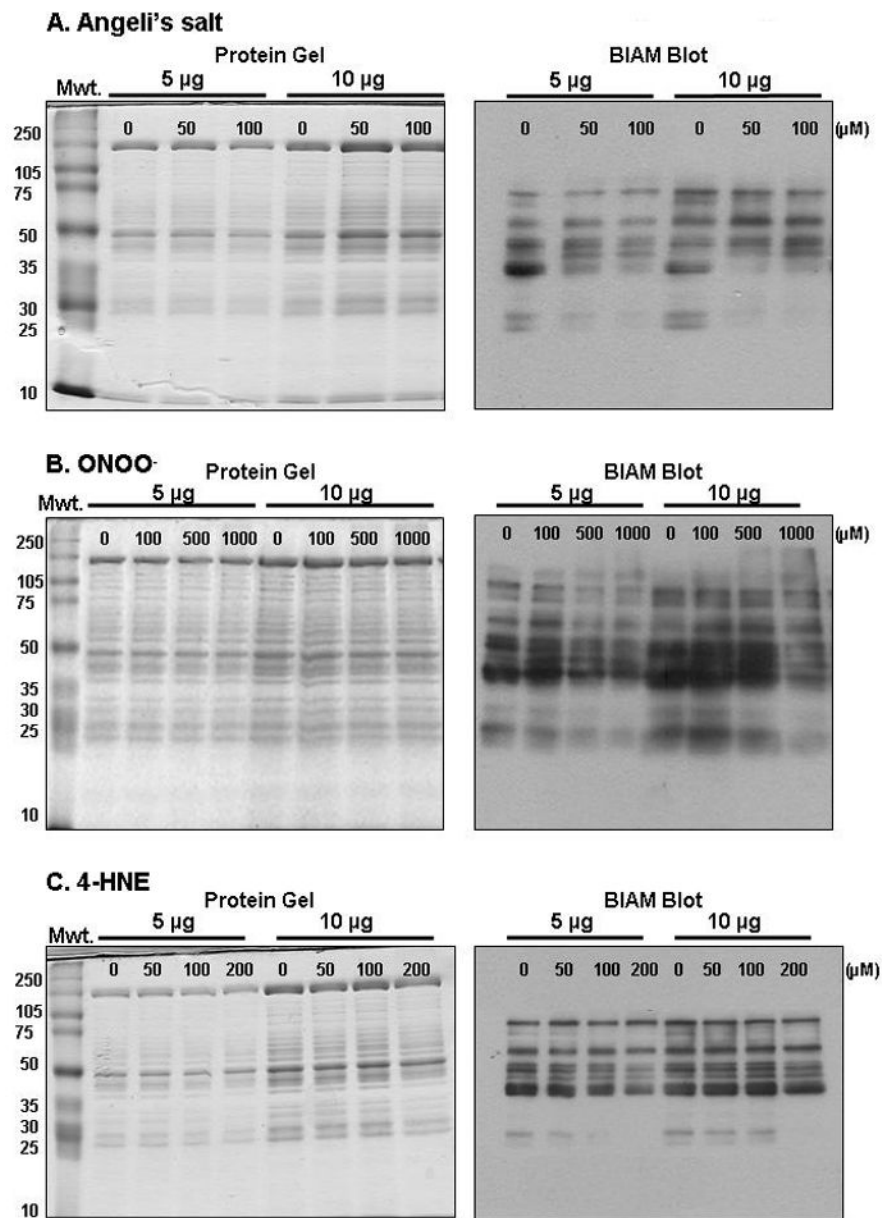 A. Angeli's salt
Protein Gel BIAM Blot
Mwt. 5 µg 10 µg 5 µg 10 µg
0 50 100 0 50 100 0 50 100 0 50 100 (µM)
250
105
75
50
35
30
25
10
B. ONOO-
Protein Gel BIAM Blot
Mwt. 5 µg 10 µg 5 µg 10 µg
0 100 500 1000 0 100 500 1000 0 100 500 1000 0 100 500 1000 (µM)
250
105
75
50
35
30
25
10
C. 4-HNE
Protein Gel BIAM Blot
Mwt. 5 µg 10 µg 5 µg 10 µg
0 50 100 200 0 50 100 200 0 50 100 200 0 50 100 200 (µM)
250
105
75
50
35
30
25
10